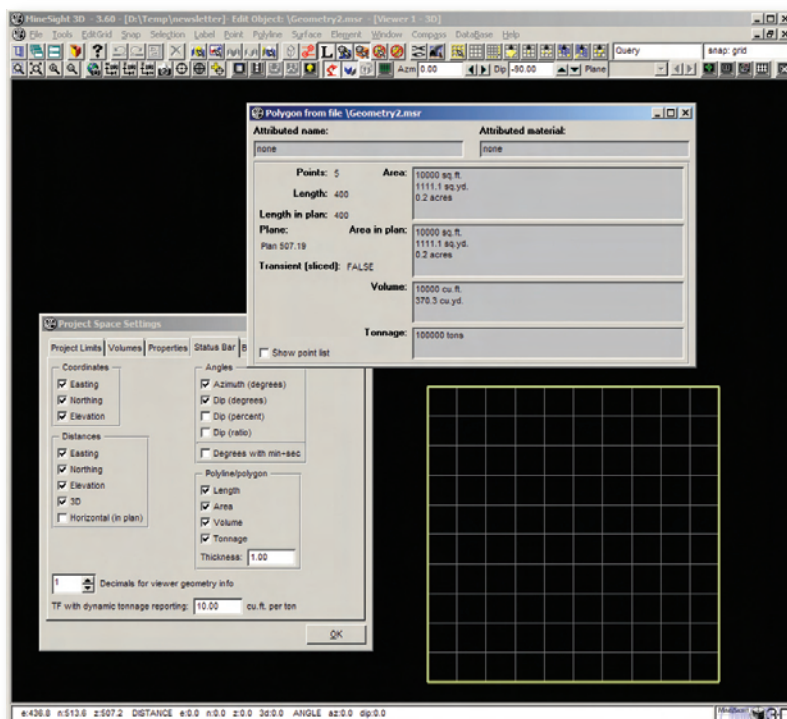 MineSight 3D - 3.60 - [D:\Temp\newsletter] - Edit Object: \Geometry2.msr - [Viewer 1 - 3D]
File Tools EditGrid Snap Selection Label Point Polyline Surface Element Window Compass DataBase Help
Query snap: grid
Azm 0.00 Dip -90.00 Plane
Polygon from file \Geometry2.msr
Attributed name: Attributed material:
none none
Points: 5 Area: 10000 sq.ft.
1111.1 sq.yd.
0.2 acres
Length: 400
Length in plan: 400
Plane: Area in plan: 10000 sq.ft.
Plan 507.19 1111.1 sq.yd.
0.2 acres
Transient (sliced): FALSE
Volume: 10000 cu.ft.
370.3 cu.yd.
Tonnage: 100000 tons
Show point list
Project Space Settings
Project Limits Volumes Properties Status Bar B
Coordinates
Easting
Northing
Elevation
Distances
Easting
Northing
Elevation
3D
Horizontal (in plan)
Angles
Azimuth (degrees)
Dip (degrees)
Dip (percent)
Dip (ratio)
Degrees with min-sec
Polyline/polygon
Length
Area
Volume
Tonnage
Thickness: 1.00
1 Decimals for viewer geometry info
TF with dynamic tonnage reporting: 10.00 cu.ft. per ton
OK
e:436.8 n:513.6 z:507.2 DISTANCE e:0.0 n:0.0 z:0.0 3d:0.0 ANGLE az:0.0 dip:0.0